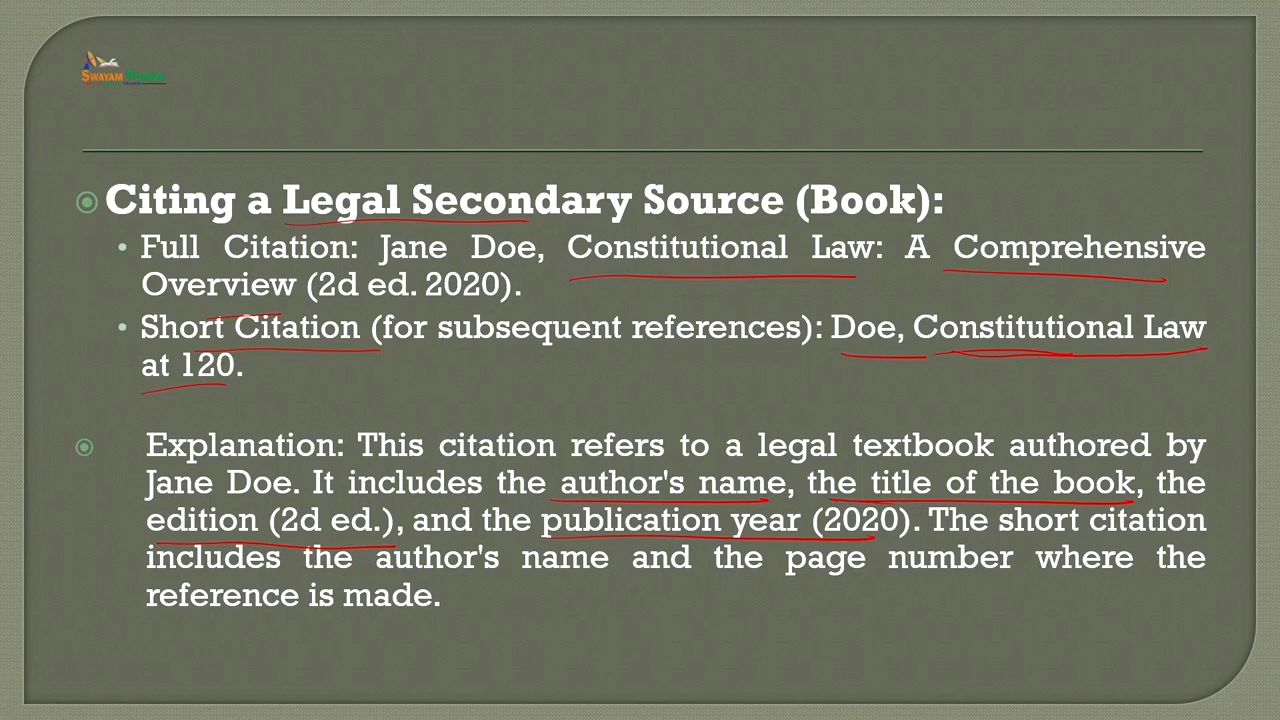 SWAYAM Prabha
Citing a Legal Secondary Source (Book):
Full Citation: Jane Doe, Constitutional Law: A Comprehensive
Overview (2d ed. 2020).
Short Citation (for subsequent references): Doe, Constitutional Law
at 120.
Explanation: This citation refers to a legal textbook authored by
Jane Doe. It includes the author's name, the title of the book, the
edition (2d ed.), and the publication year (2020). The short citation
includes the author's name and the page number where the
reference is made.